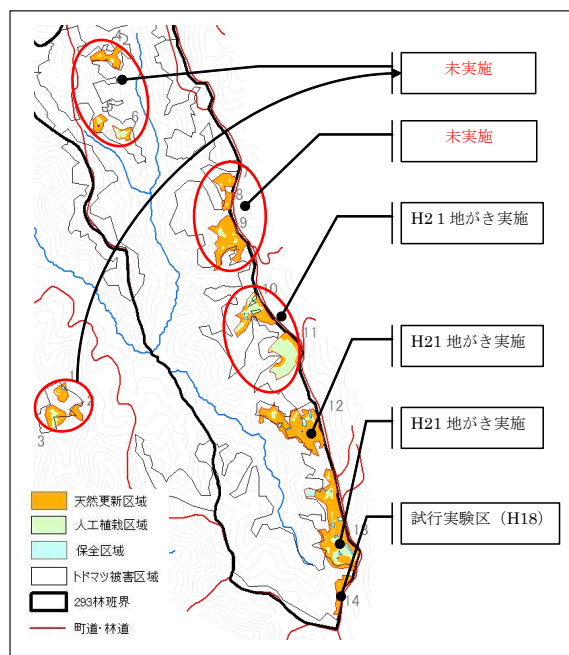 未実施
未実施
H2１地がき実施
H21 地がき実施
H21 地がき実施
試行実験区（H18）
4
5
6
7
8
9
10
11
12
13
14
1
2
3
天然更新区域
人工植栽区域
保全区域
トドマツ被害区域
293林班界
町道・林道